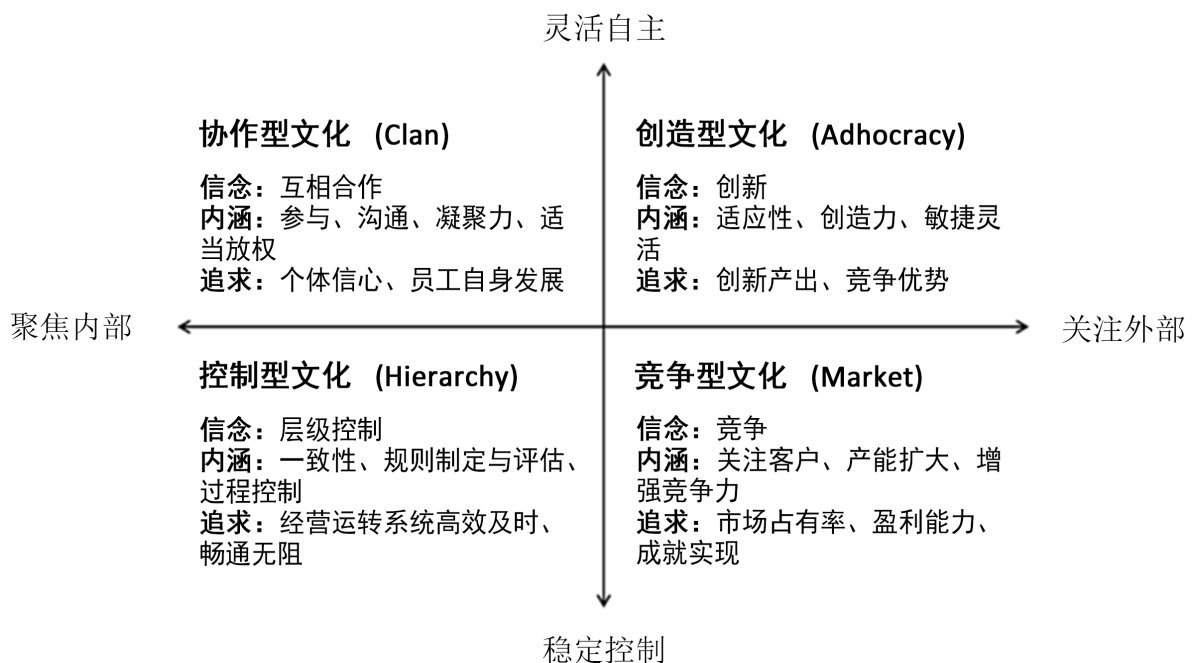 灵活自主
协作型文化 (Clan)
信念：互相合作
内涵：参与、沟通、凝聚力、适
当放权
追求：个体信心、员工自身发展
创造型文化 (Adhocracy)
信念：创新
内涵：适应性、创造力、敏捷灵
活
追求：创新产出、竞争优势
聚焦内部
关注外部
控制型文化 (Hierarchy)
信念：层级控制
内涵：一致性、规则制定与评估、
过程控制
追求：经营运转系统高效及时、
畅通无阻
竞争型文化 (Market)
信念：竞争
内涵：关注客户、产能扩大、增
强竞争力
追求：市场占有率、盈利能力、
成就实现
稳定控制